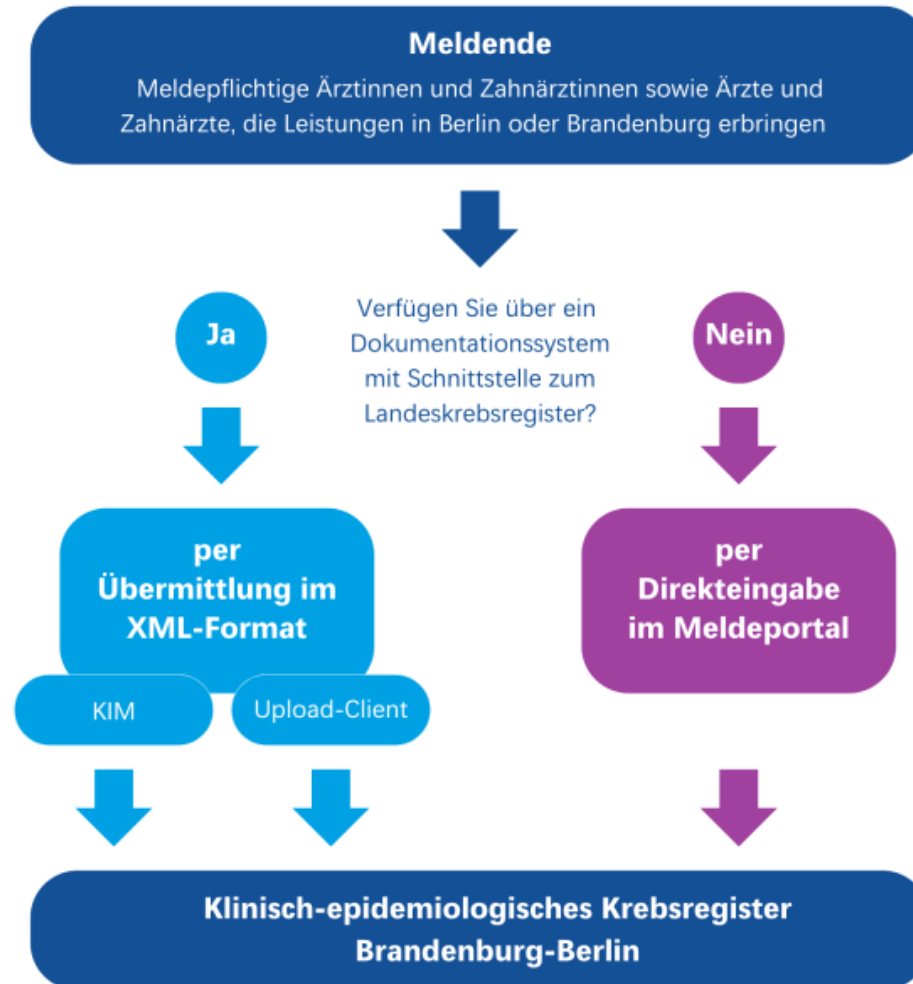 Meldende
Meldepflichtige Ärztinnen und Zahnärztinnen sowie Ärzte und
Zahnärzte, die Leistungen in Berlin oder Brandenburg erbringen
Ja
Verfügen Sie über ein
Dokumentationssystem
mit Schnittstelle zum
Landeskrebsregister?
Nein
per
Übermittlung im
XML-Format
per
Direkteingabe
im Meldeportal
KIM
Upload-Client
Klinisch-epidemiologisches Krebsregister
Brandenburg-Berlin